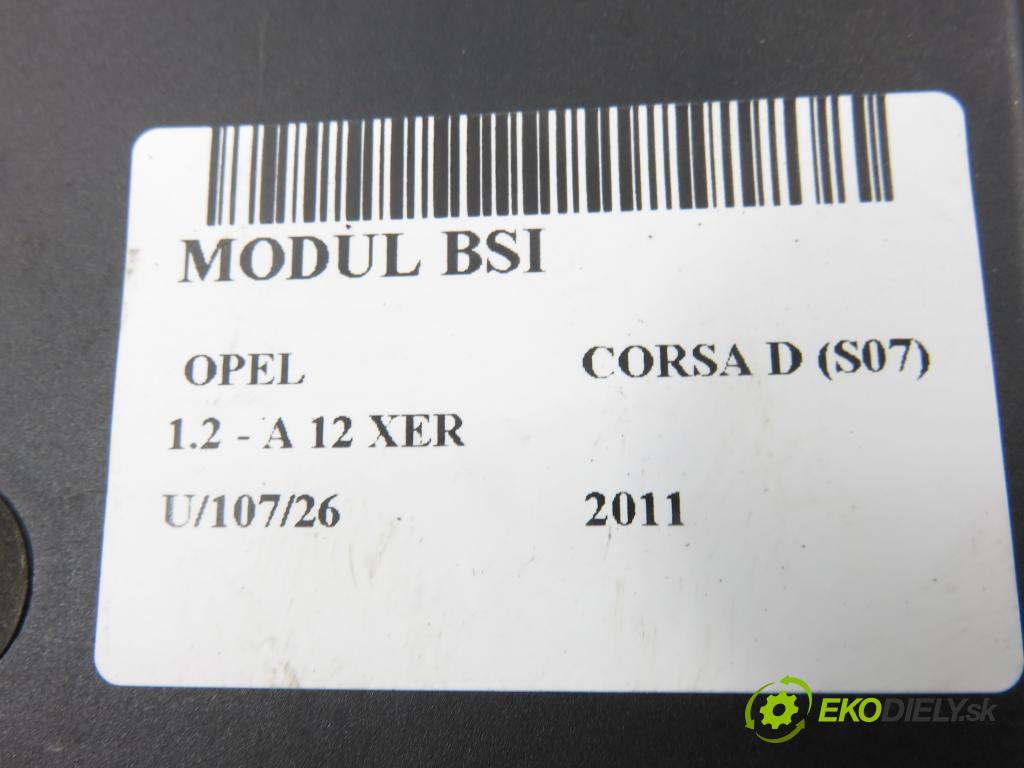 MODUL BSI
OPEL CORSA D (S07)
1.2 - A 12 XER
U/107/26 2011
EKODIELY.sk